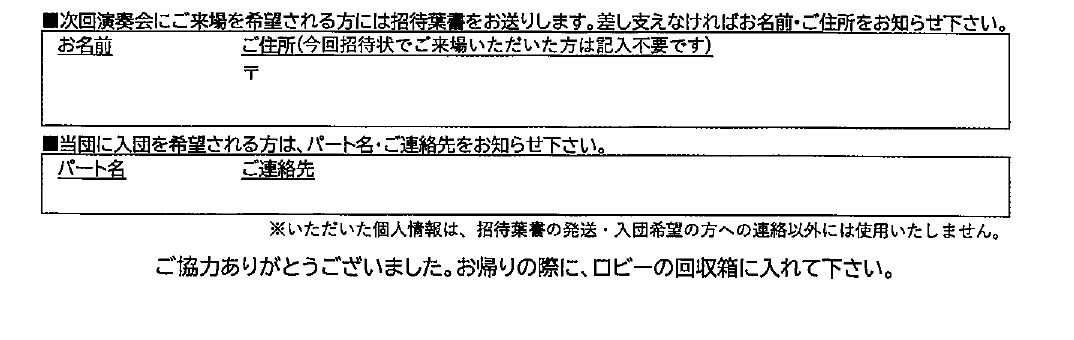 ■次回演奏会にご来場を希望される方には招待葉書をお送りします。差し支えなければお名前・ご住所をお知らせ下さい。
お名前 ご住所(今回招待状でご来場いただいた方は記入不要です)
〒
■当団に入団を希望される方は、パート名・ご連絡先をお知らせ下さい。
パート名 ご連絡先
※いただいた個人情報は、招待葉書の発送・入団希望の方への連絡以外には使用いたしません。
ご協力ありがとうございました。お帰りの際に、ロビーの回収箱に入れて下さい。